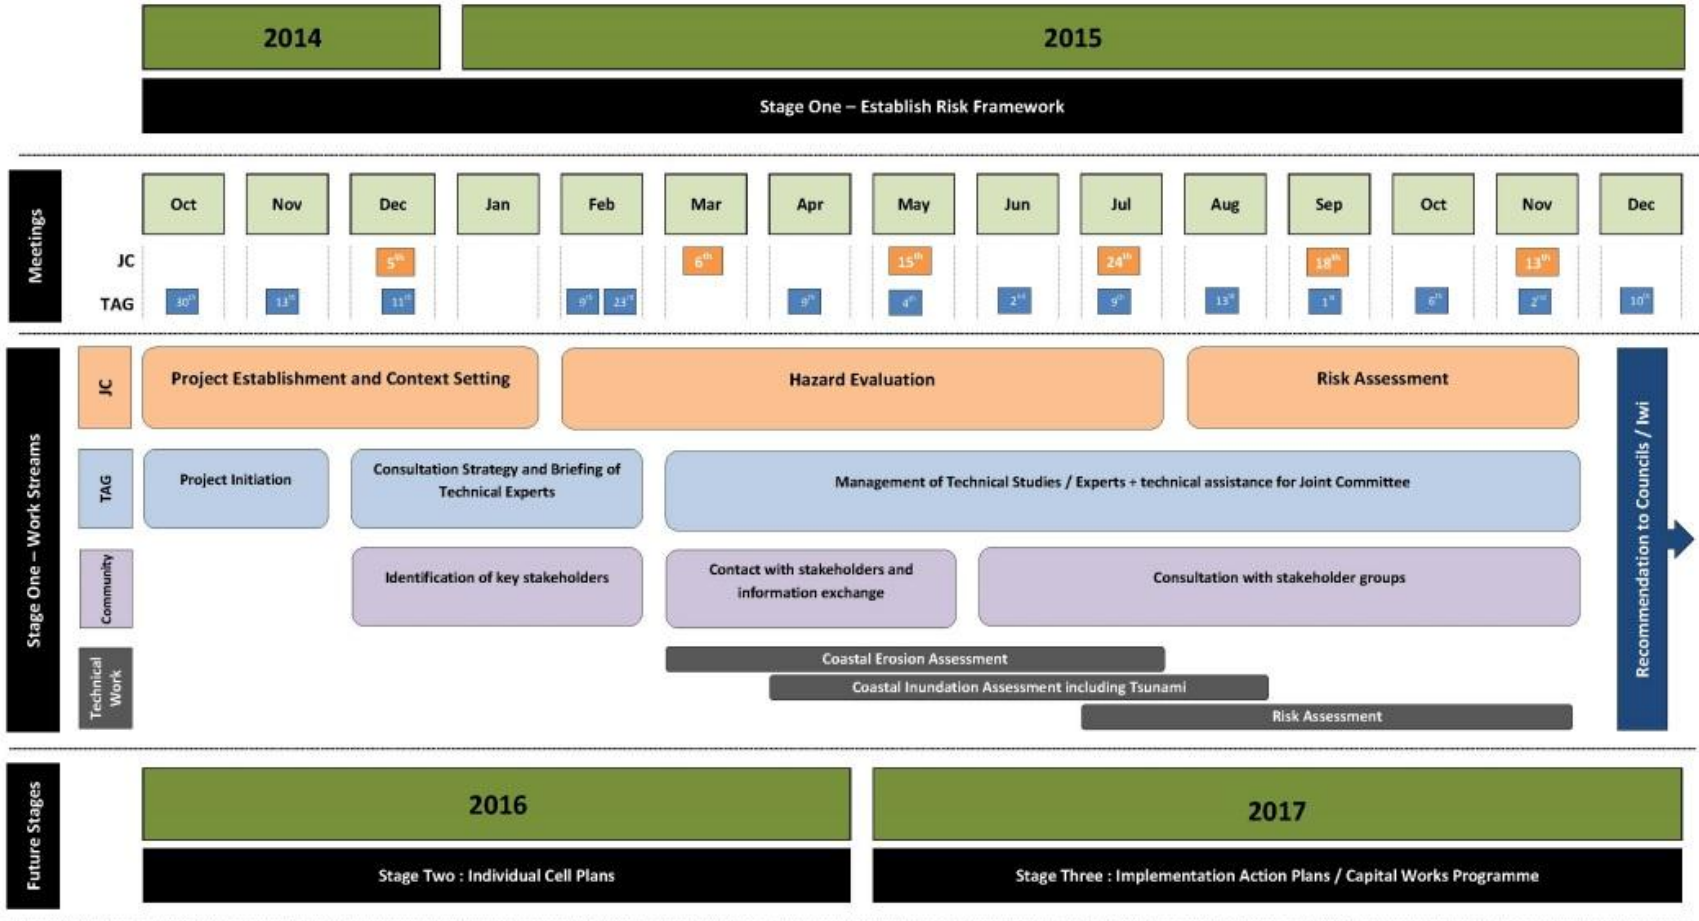 2014
2015
Stage One – Establish Risk Framework
Meetings
Oct
Nov
Dec
Jan
Feb
Mar
Apr
May
Jun
Jul
Aug
Sep
Oct
Nov
Dec
JC
5th
6th
15th
24th
18th
13th
TAG
30th
13th
11th
9th
23rd
9th
4th
2nd
9th
13th
1st
6th
2nd
10th
Stage One – Work Streams
JC
Project Establishment and Context Setting
Hazard Evaluation
Risk Assessment
TAG
Project Initiation
Consultation Strategy and Briefing of
Technical Experts
Management of Technical Studies / Experts + technical assistance for Joint Committee
Community
Identification of key stakeholders
Contact with stakeholders and
information exchange
Consultation with stakeholder groups
Technical
Work
Coastal Erosion Assessment
Coastal Inundation Assessment including Tsunami
Risk Assessment
Recommendation to Councils / Iwi
Future Stages
2016
2017
Stage Two : Individual Cell Plans
Stage Three : Implementation Action Plans / Capital Works Programme